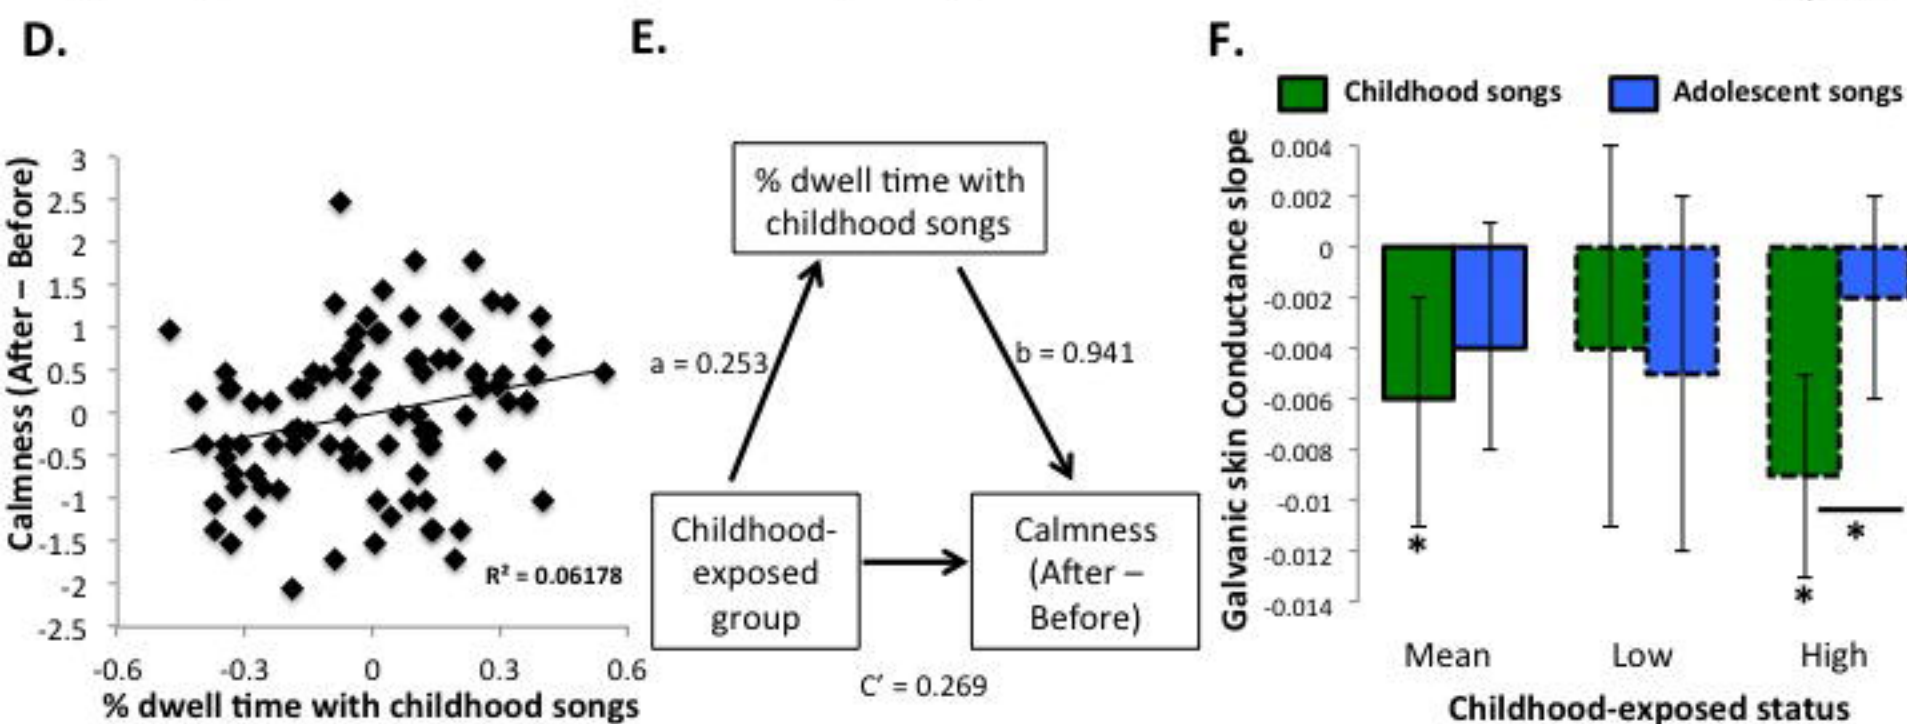 D.
Calmness (After – Before)
3
2.5
2
1.5
1
0.5
0
-0.5
-1
-1.5
-2
-2.5
R² = 0.06178
-0.6
-0.3
0
0.3
0.6
% dwell time with childhood songs
E.
% dwell time with
childhood songs
a = 0.253
b = 0.941
Childhood-
exposed
group
Calmness
(After –
Before)
C′ = 0.269
F.
Childhood songs
Adolescent songs
Galvanic skin Conductance slope
0.004
0.002
0
-0.002
-0.004
-0.006
-0.008
-0.01
-0.012
-0.014
*
*
*
Mean
Low
High
Childhood-exposed status